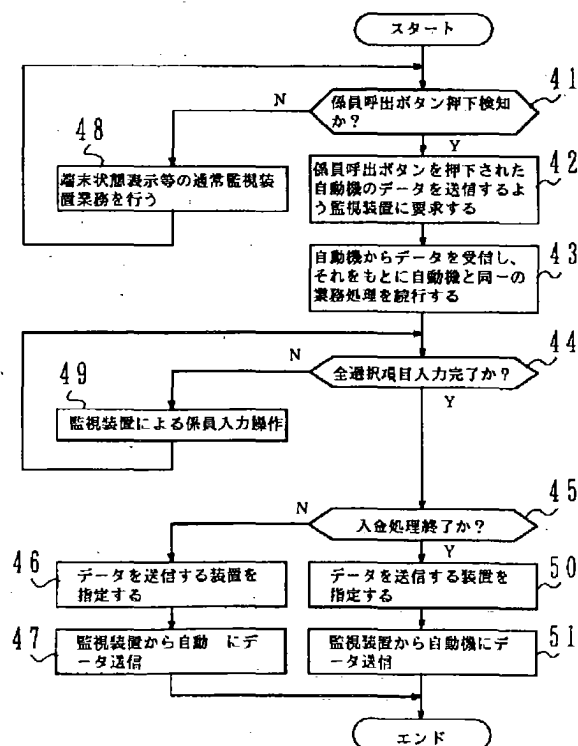 スタート
41
係員呼出ボタン押下検知
か?
N
Y
48
端末状態表示等の通常監視装
置業務を行う
42
係員呼出ボタンを押下された
自動機のデータを送信するよ
う監視装置に要求する
43
自動機からデータを受信し、
それをもとに自動機と同一の
業務処理を続行する
44
全選択項目入力完了か?
N
Y
49
監視装置による係員入力操作
45
入金処理終了か?
N
Y
46
データを送信する装置を
指定する
50
データを送信する装置を
指定する
47
監視装置から自動 にデ
ータ送信
51
監視装置から自動機にデ
ータ送信
エンド